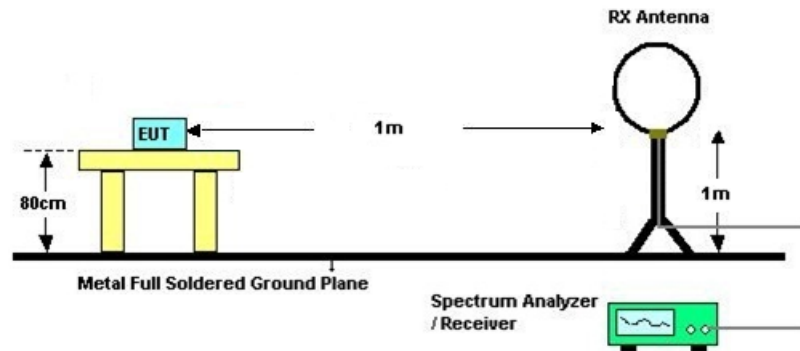 RX Antenna
EUT
1m
80cm
1m
Metal Full Soldered Ground Plane
Spectrum Analyzer
/ Receiver